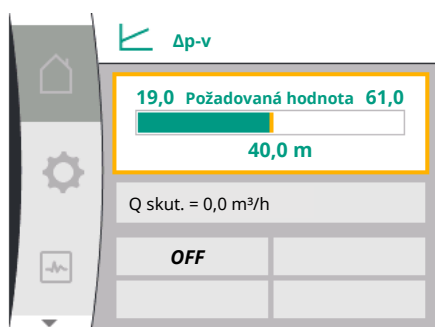 Δp-v
19,0 Požadovaná hodnota 61,0
40,0 m
Q skut. = 0,0 m³/h
OFF